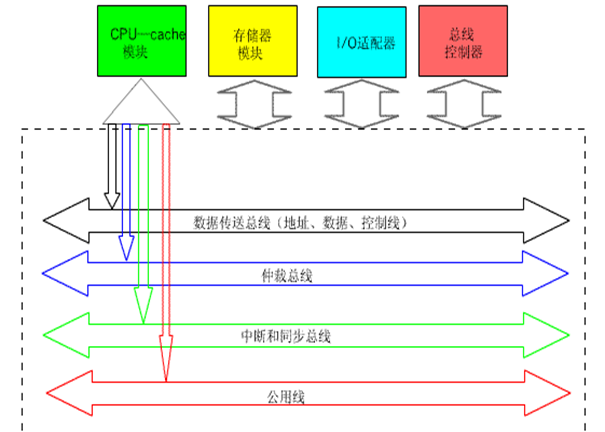 CPU—cache
模块
存储器
模块
I/O适配器
总线
控制器
数据传送总线（地址、数据、控制线）
仲裁总线
中断和同步总线
公用线